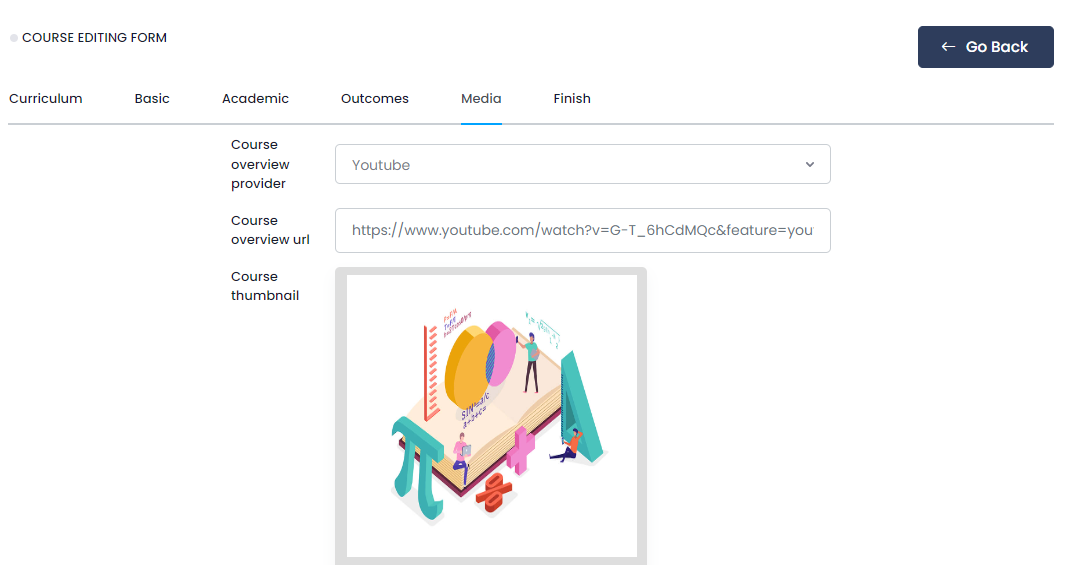 COURSE EDITING FORM
← Go Back
Curriculum Basic Academic Outcomes Media Finish
Course
overview
provider
Youtube
Course
overview url
https://www.youtube.com/watch?v=G-T_6hCdMQc&feature=you
Course
thumbnail